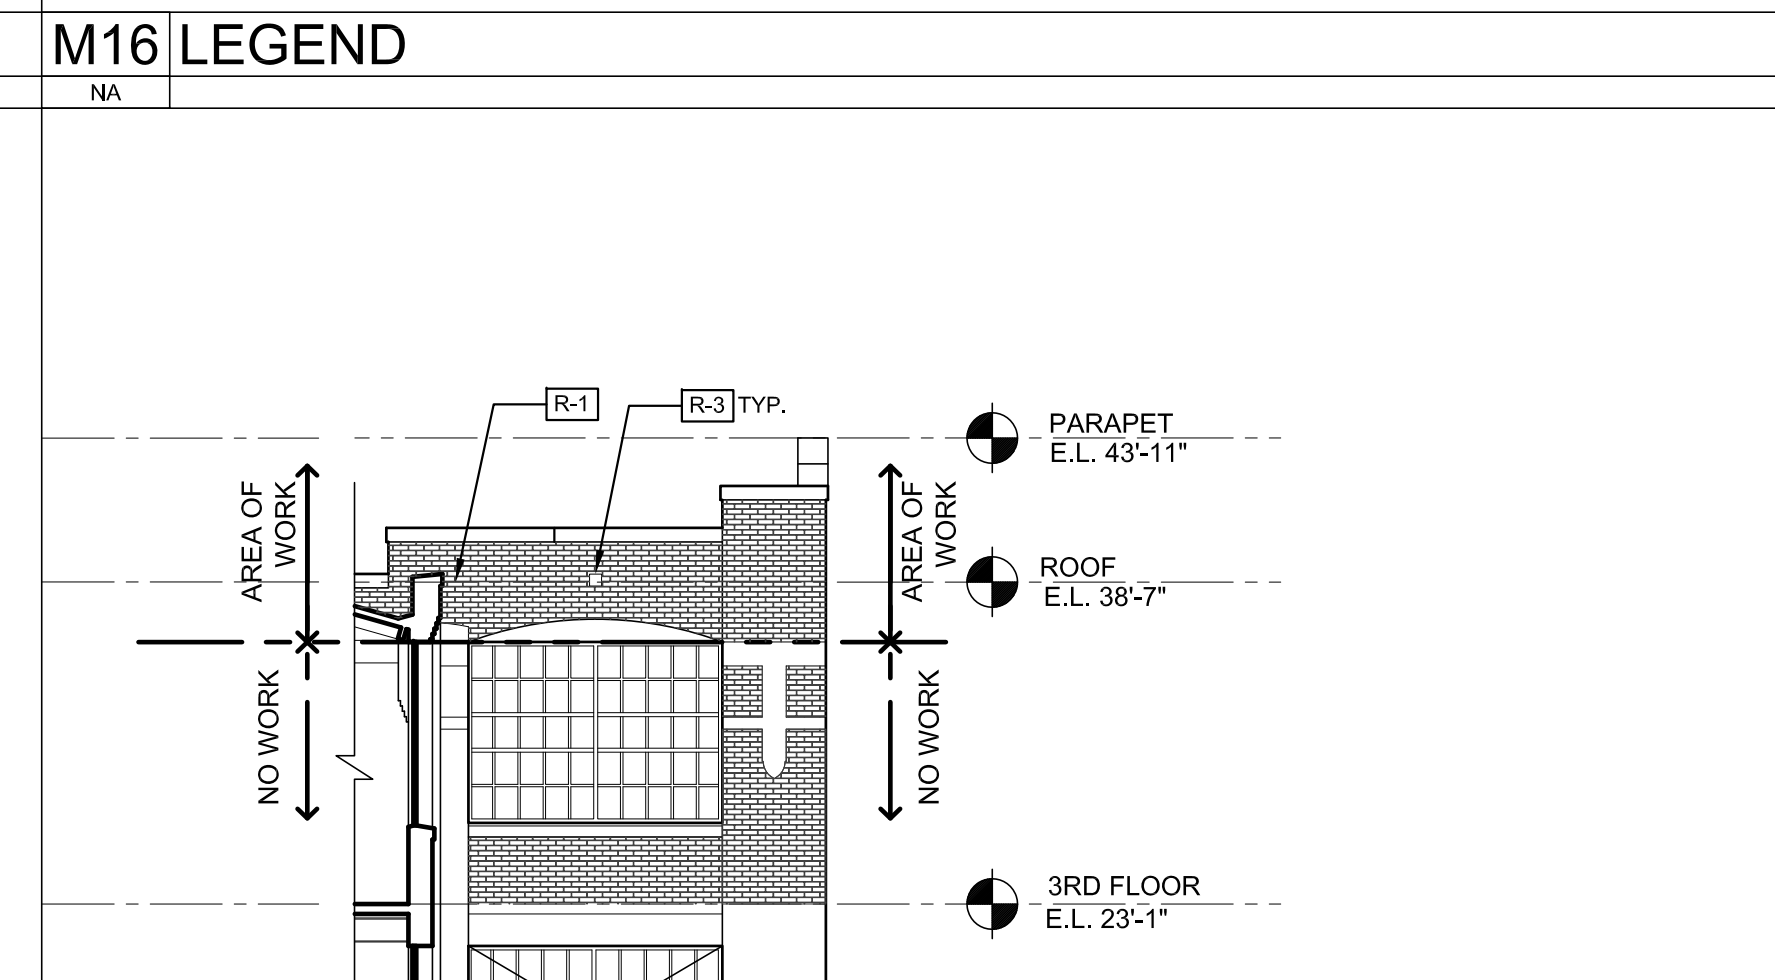 M16 LEGEND
NA
R-1
R-3 TYP.
PARAPET
E.L. 43'-11"
AREA OF
WORK
AREA OF
WORK
ROOF
E.L. 38'-7"
NO WORK
NO WORK
3RD FLOOR
E.L. 23'-1"